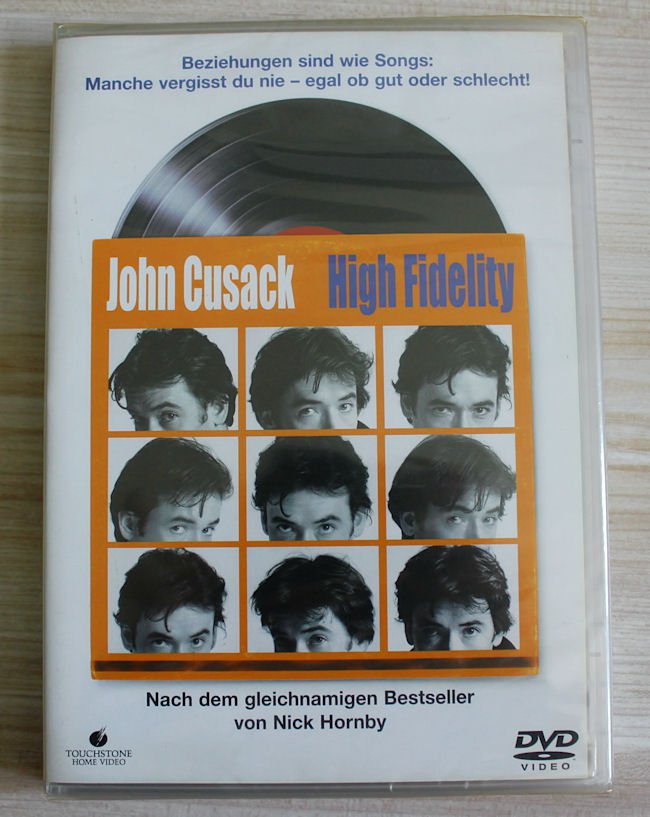 Beziehungen sind wie Songs:
Manche vergisst du nie – egal ob gut oder schlecht!
John Cusack High Fidelity
Nach dem gleichnamigen Bestseller
von Nick Hornby
TOUCHSTONE
HOME VIDEO
DVD
VIDEO